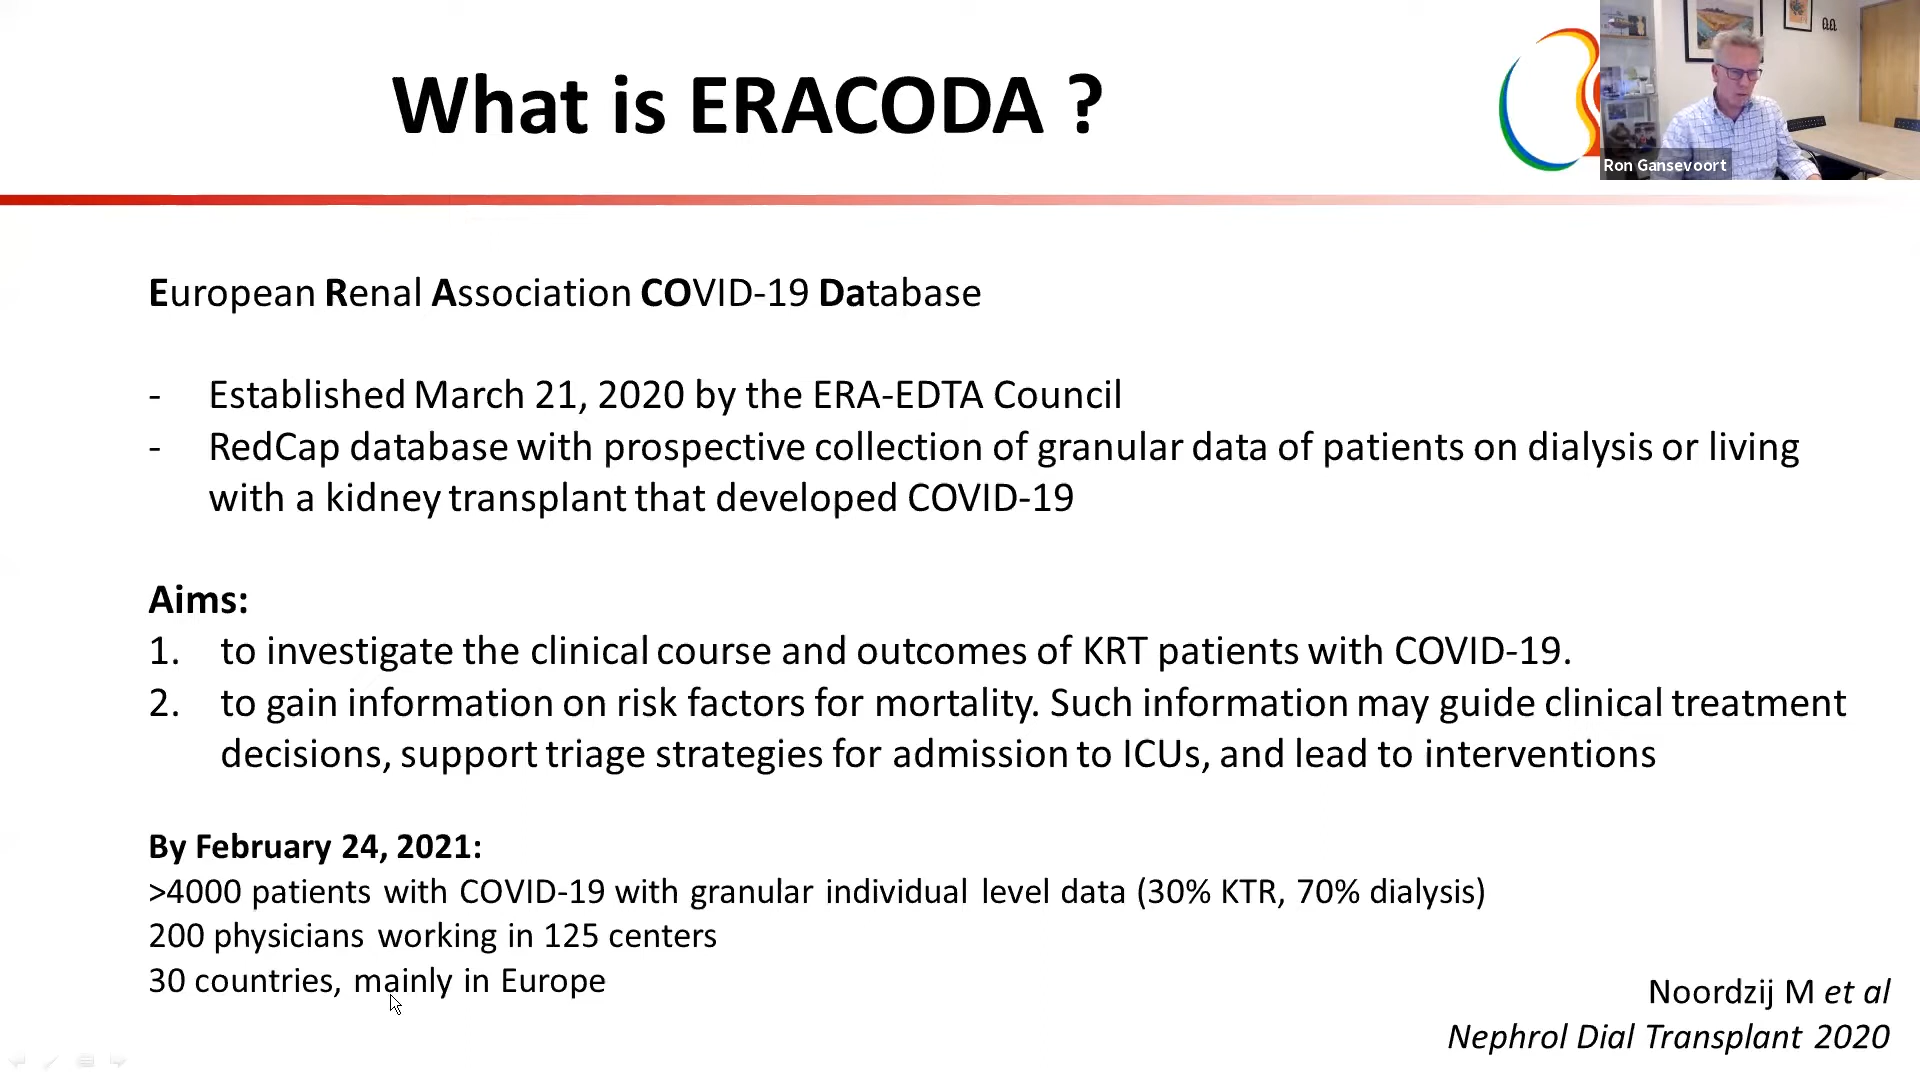 What is ERACODA ?
Ron Gansevoort
European Renal Association COVID-19 Database
- Established March 21, 2020 by the ERA-EDTA Council
- RedCap database with prospective collection of granular data of patients on dialysis or living
with a kidney transplant that developed COVID-19
Aims:
1. to investigate the clinical course and outcomes of KRT patients with COVID-19.
2. to gain information on risk factors for mortality. Such information may guide clinical treatment
decisions, support triage strategies for admission to ICUs, and lead to interventions
By February 24, 2021:
>4000 patients with COVID-19 with granular individual level data (30% KTR, 70% dialysis)
200 physicians working in 125 centers
30 countries, mainly in Europe
Noordzij M et al
Nephrol Dial Transplant 2020